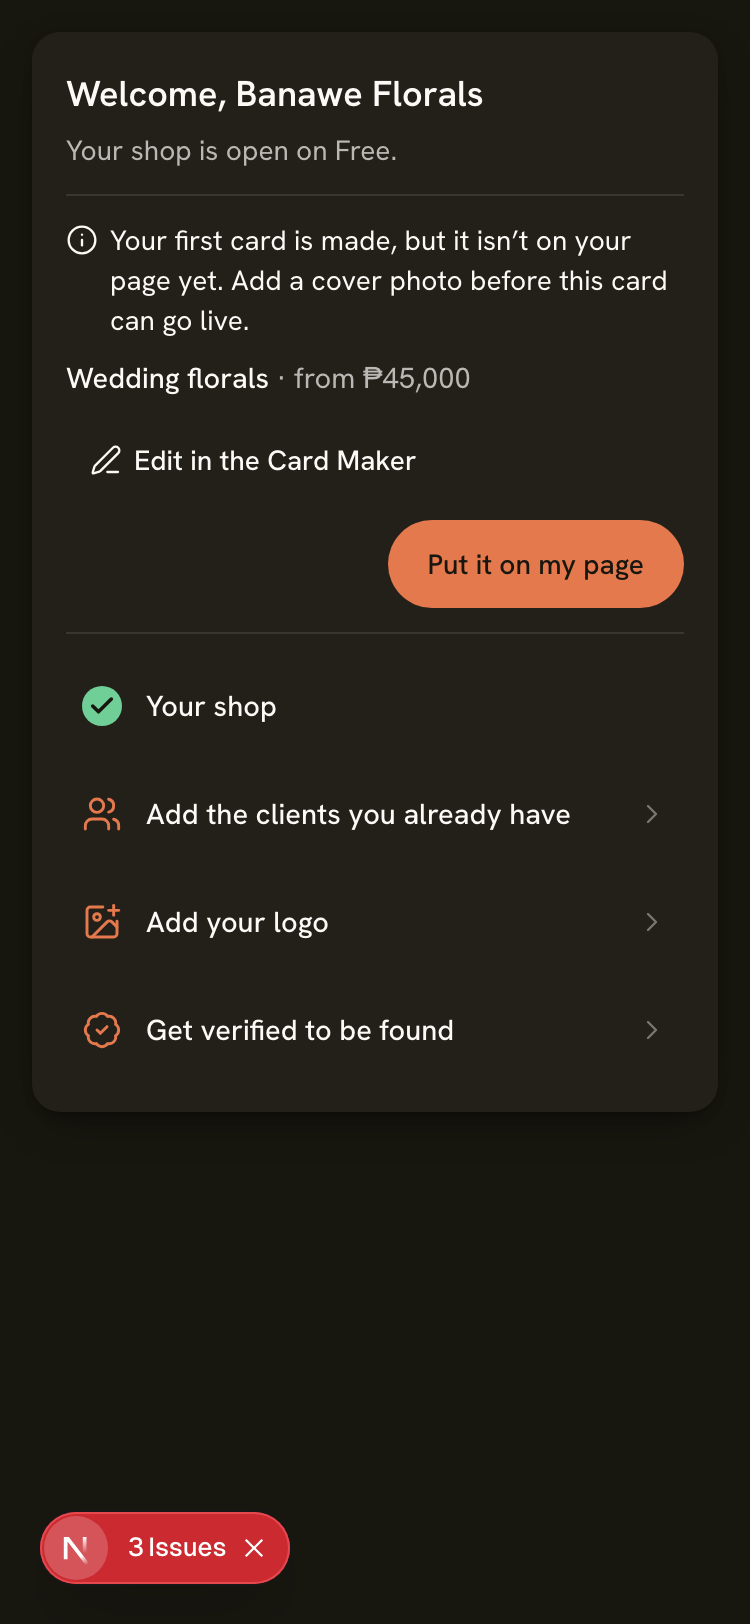 Welcome, Banawe Florals
Your shop is open on Free.
Your first card is made, but it isn’t on your
page yet. Add a cover photo before this card
can go live.
Wedding florals · from ₱45,000
Edit in the Card Maker
Put it on my page
Your shop
Add the clients you already have
Add your logo
Get verified to be found
N 3 Issues